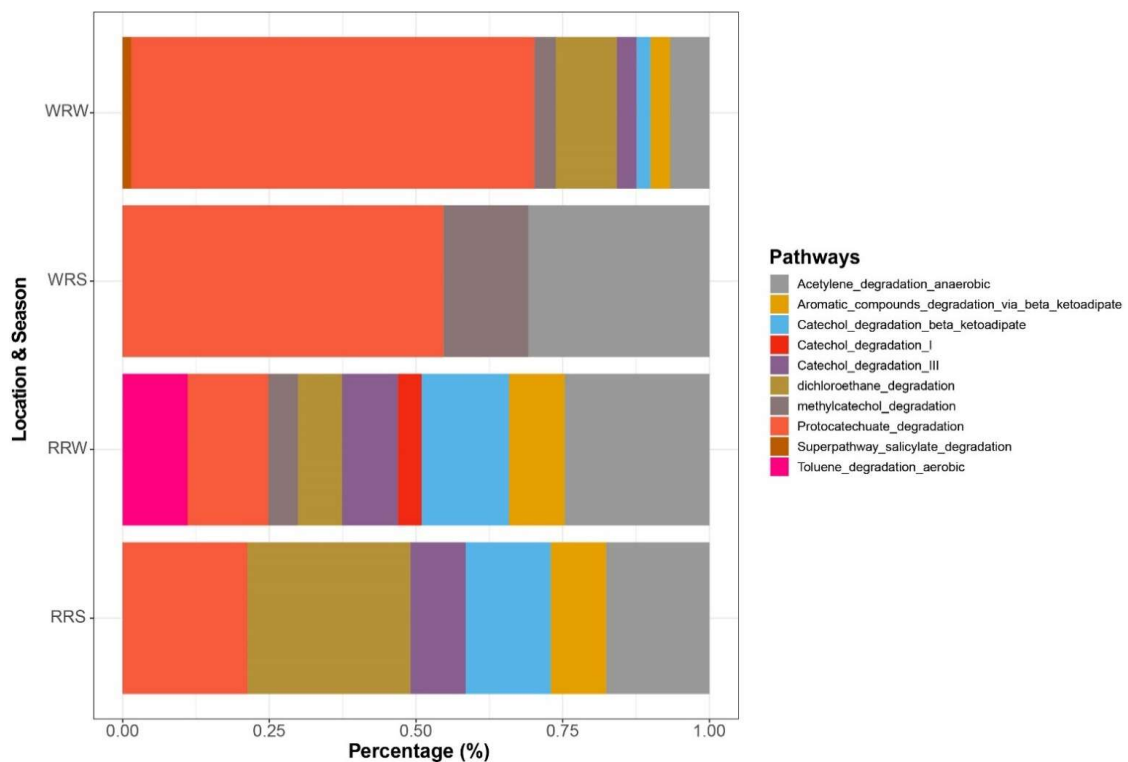 WRW
WRS
RRW
RRS
Location & Season
0.00
0.25
0.50
0.75
1.00
Percentage (%)
Pathways
Acetylene_degradation_anaerobic
Aromatic_compounds_degradation_via_beta_ketoadipate
Catechol_degradation_beta_ketoadipate
Catechol_degradation_I
Catechol_degradation_III
dichloroethane_degradation
methylcatechol_degradation
Protocatechuate_degradation
Superpathway_salicylate_degradation
Toluene_degradation_aerobic